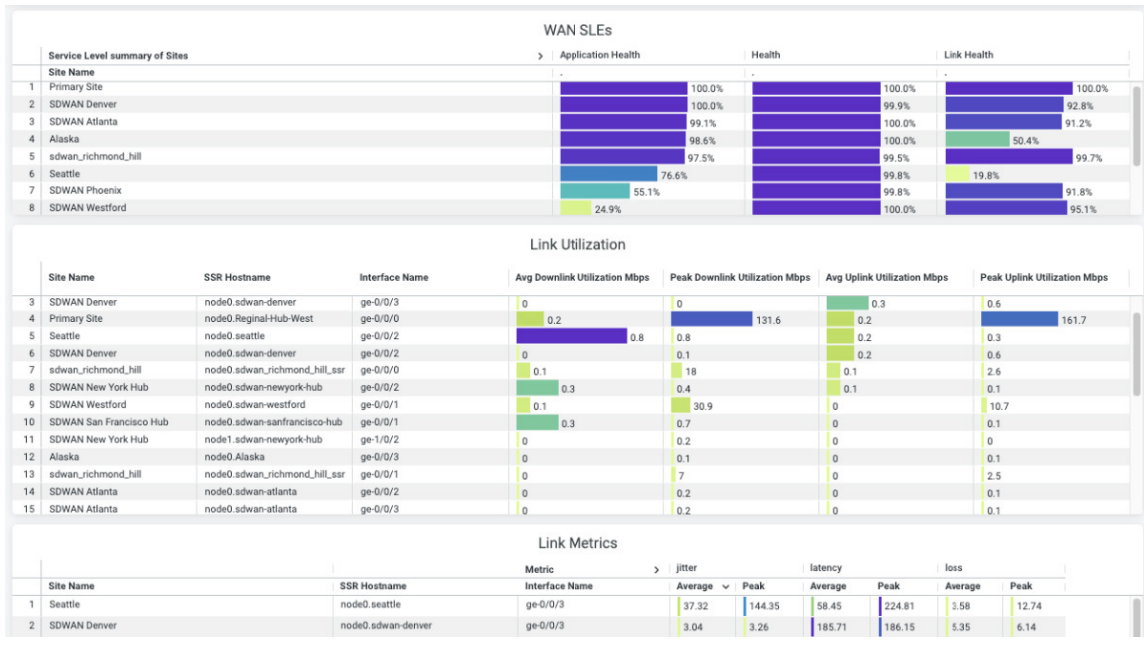 WAN SLEs
Service Level summary of Sites > Application Health Health Link Health
Site Name . . .
1 Primary Site 100.0% 100.0% 100.0%
2 SDWAN Denver 100.0% 99.9% 92.8%
3 SDWAN Atlanta 99.1% 100.0% 91.2%
4 Alaska 98.6% 100.0% 50.4%
5 sdwan_richmond_hill 97.5% 99.5% 99.7%
6 Seattle 76.6% 99.8% 19.8%
7 SDWAN Phoenix 55.1% 99.8% 91.8%
8 SDWAN Westford 24.9% 100.0% 95.1%
Link Utilization
Site Name SSR Hostname Interface Name Avg Downlink Utilization Mbps Peak Downlink Utilization Mbps Avg Uplink Utilization Mbps Peak Uplink Utilization Mbps
3 SDWAN Denver node0.sdwan-denver ge-0/0/3 0 0 0.3 0.6
4 Primary Site node0.Reginal-Hub-West ge-0/0/0 0.2 131.6 0.2 161.7
5 Seattle node0.seattle ge-0/0/2 0.8 0.8 0.2 0.3
6 SDWAN Denver node0.sdwan-denver ge-0/0/2 0 0.1 0.2 0.6
7 sdwan_richmond_hill node0.sdwan_richmond_hill_ssr ge-0/0/0 0.1 18 0.1 2.6
8 SDWAN New York Hub node0.sdwan-newyork-hub ge-0/0/2 0.3 0.4 0.1 0.1
9 SDWAN Westford node0.sdwan-westford ge-0/0/1 0.1 30.9 0 10.7
10 SDWAN San Francisco Hub node0.sdwan-sanfrancisco-hub ge-0/0/1 0.3 0.7 0 0.1
11 SDWAN New York Hub node1.sdwan-newyork-hub ge-1/0/2 0 0.2 0 0
12 Alaska node0.Alaska ge-0/0/3 0 0.1 0 0.1
13 sdwan_richmond_hill node0.sdwan_richmond_hill_ssr ge-0/0/1 0 7 0 2.5
14 SDWAN Atlanta node0.sdwan-atlanta ge-0/0/2 0 0.2 0 0.1
15 SDWAN Atlanta node0.sdwan-atlanta ge-0/0/3 0 0.2 0 0.1
Link Metrics
Metric > jitter latency loss
Site Name SSR Hostname Interface Name Average Peak Average Peak Average Peak
1 Seattle node0.seattle ge-0/0/3 37.32 144.35 58.45 224.81 3.58 12.74
2 SDWAN Denver node0.sdwan-denver ge-0/0/3 3.04 3.26 185.71 186.15 5.35 6.14